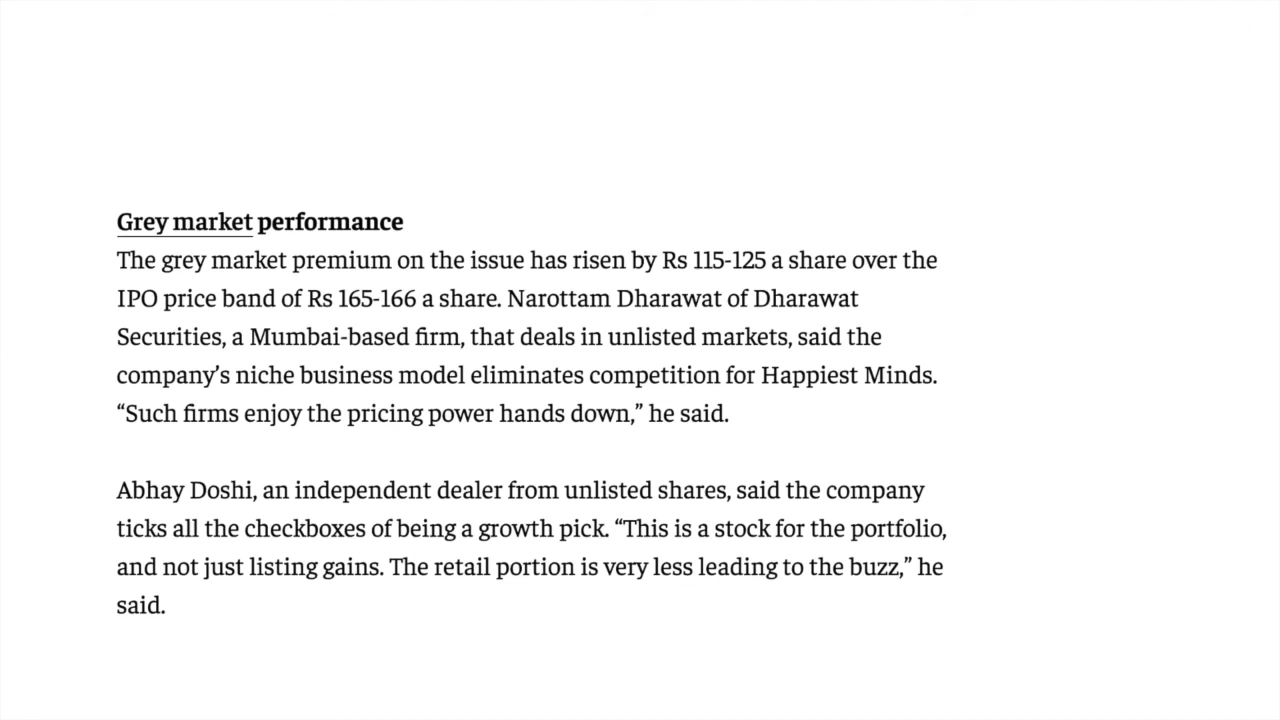 Grey market performance
The grey market premium on the issue has risen by Rs 115-125 a share over the
IPO price band of Rs 165-166 a share. Narottam Dharawat of Dharawat
Securities, a Mumbai-based firm, that deals in unlisted markets, said the
company’s niche business model eliminates competition for Happiest Minds.
“Such firms enjoy the pricing power hands down,” he said.
Abhay Doshi, an independent dealer from unlisted shares, said the company
ticks all the checkboxes of being a growth pick. “This is a stock for the portfolio,
and not just listing gains. The retail portion is very less leading to the buzz,” he
said.